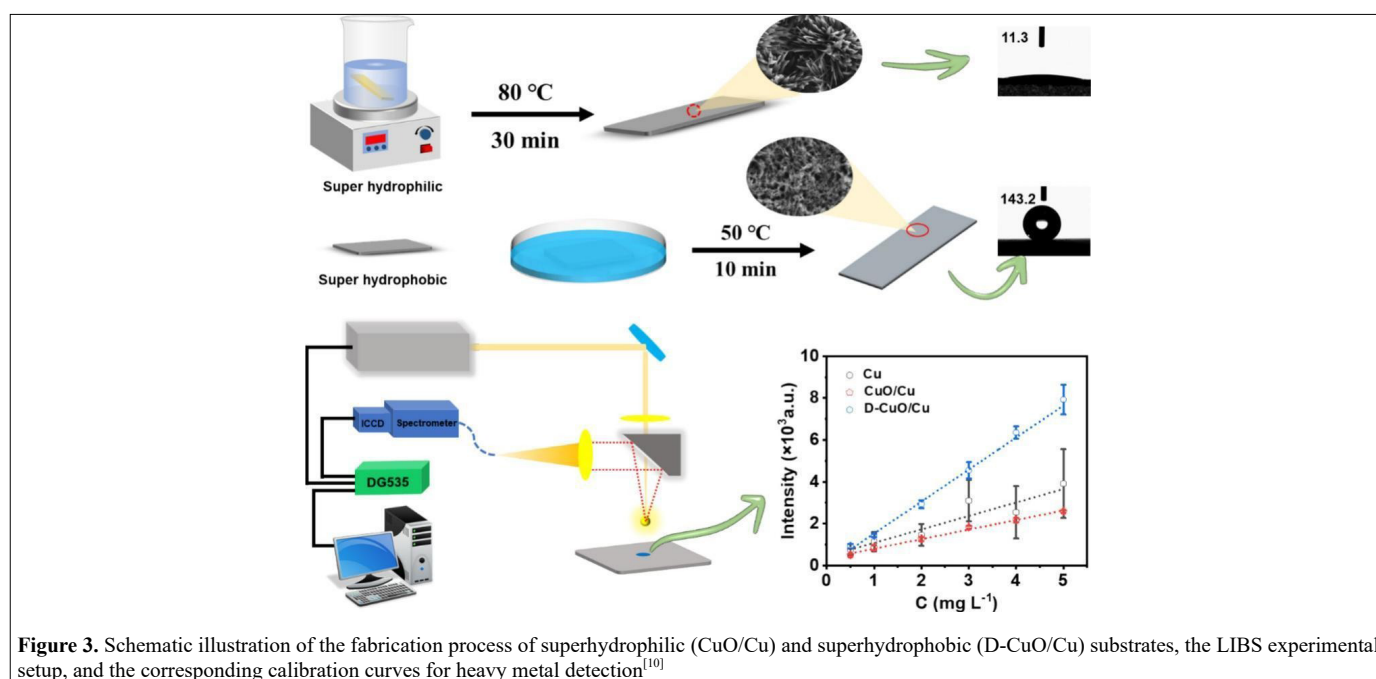 11.3
80 °C
30 min
Super hydrophilic
143.2
50 °C
10 min
Super hydrophobic
ICCD
Spectrometer
DG535
Intensity (×10³a.u.)
10
8
6
4
2
0
Cu
CuO/Cu
D-CuO/Cu
1
2
3
4
5
C (mg L⁻¹)
Figure 3. Schematic illustration of the fabrication process of superhydrophilic (CuO/Cu) and superhydrophobic (D-CuO/Cu) substrates, the LIBS experimental
setup, and the corresponding calibration curves for heavy metal detection[10]